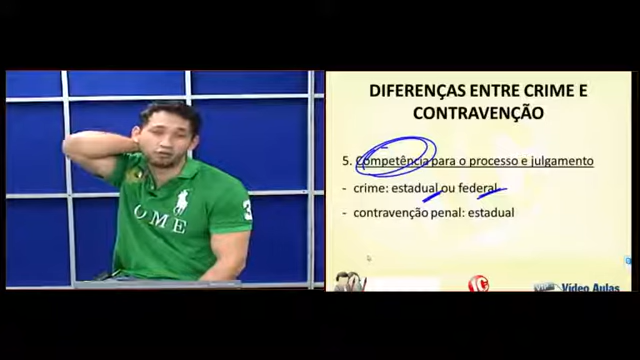 DIFERENÇAS ENTRE CRIME E
CONTRAVENÇÃO
5. Competência para o processo e julgamento
- crime: estadual ou federal
- contravenção penal: estadual
OME
3
Vídeo Aulas